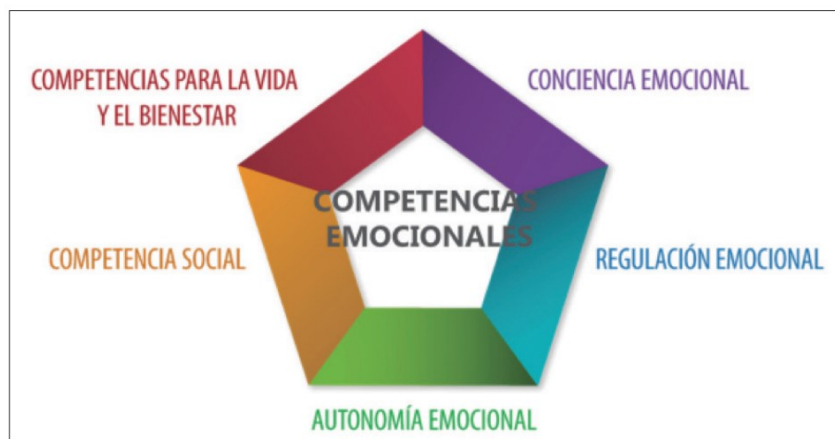 COMPETENCIAS PARA LA VIDA
Y EL BIENESTAR
CONCIENCIA EMOCIONAL
COMPETENCIAS
EMOCIONALES
COMPETENCIA SOCIAL
REGULACIÓN EMOCIONAL
AUTONOMÍA EMOCIONAL